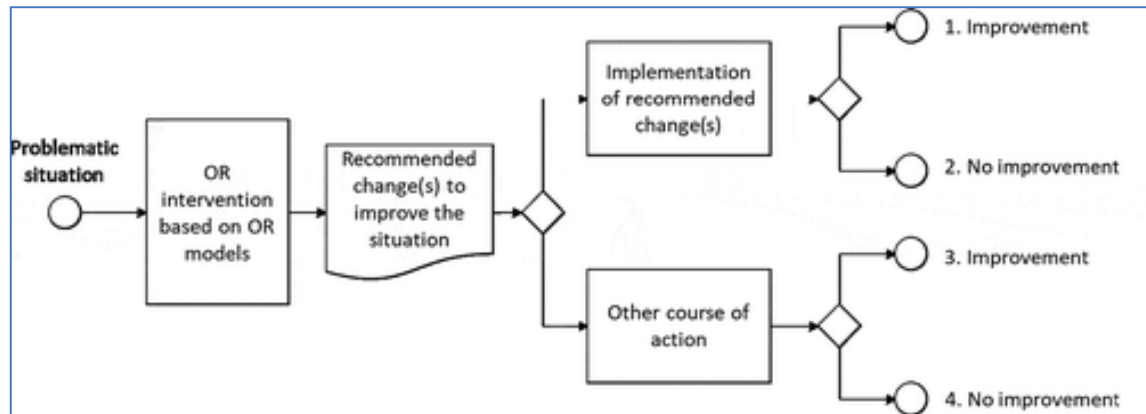 Problematic
situation
OR
intervention
based on OR
models
Recommended
change(s) to
improve the
situation
Implementation
of recommended
change(s)
1. Improvement
2. No improvement
Other course of
action
3. Improvement
4. No improvement